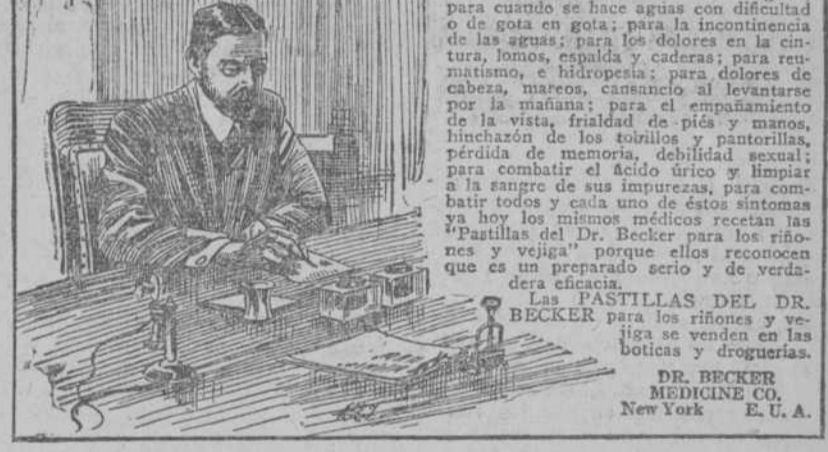 para cuando se hace aguas con dificultad
o de gota en gota; para la incontinencia
de las aguas; para los dolores en la cin-
tura, lomos, espalda y caderas; para reu-
matismo, e hidropesia; para dolores de
cabeza, mareos, cansancio al levantarse
por la mañana; para el empañamiento
de la vista, frialdad de piés y manos,
hinchazón de los tobillos y pantorillas,
pérdida de memoria, debilidad sexual;
para combatir el ácido úrico y limpiar
a la sangre de sus impurezas, para com-
batir todos y cada uno de éstos síntomas
ya hoy los mismos médicos recetan las
"Pastillas del Dr. Becker para los riño-
nes y vejiga" porque ellos reconocen
que es un preparado serio y de verda-
dera eficacia.
Las PASTILLAS DEL DR.
BECKER para los riñones y ve-
jiga se venden en las
boticas y droguerías.
DR. BECKER
MEDICINE CO.
New York E. U. A.